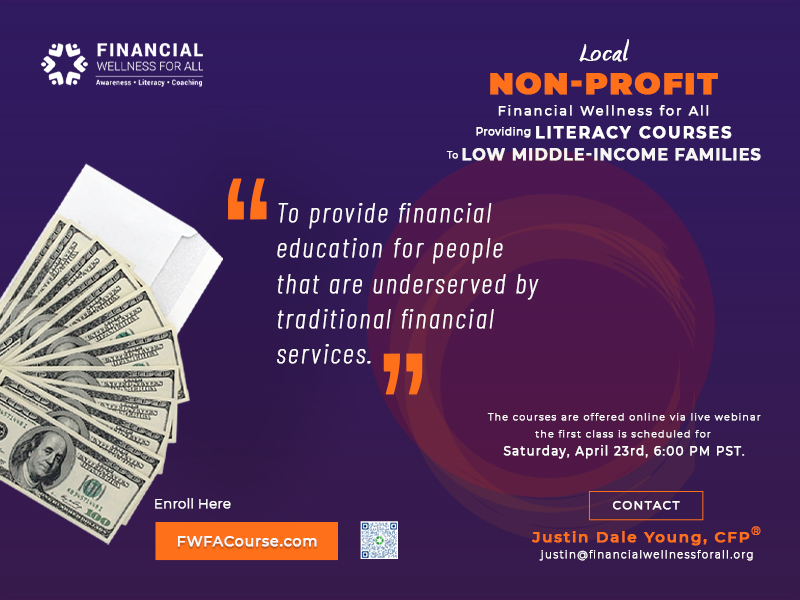 FINANCIAL
WELLNESS FOR ALL
Awareness • Literacy • Coaching
Local
NON-PROFIT
Financial Wellness for All
Providing LITERACY COURSES
To LOW MIDDLE-INCOME FAMILIES
“To provide financial
education for people
that are underserved by
traditional financial
services.”
The courses are offered online via live webinar
the first class is scheduled for
Saturday, April 23rd, 6:00 PM PST.
Enroll Here
FWFACourse.com
CONTACT
Justin Dale Young, CFP®
justin@financialwellnessforall.org
100